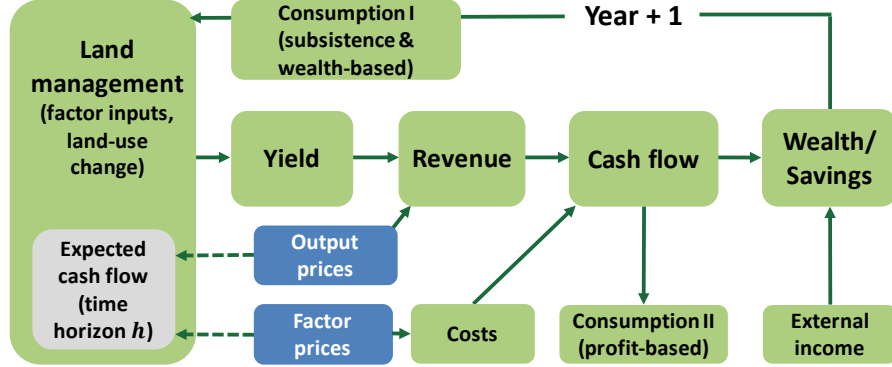 Consumption I
(subsistence &
wealth-based)
Year + 1
Land
management
(factor inputs,
land-use
change)
Yield
Revenue
Cash flow
Wealth/
Savings
Expected
cash flow
(time
horizon h)
Output
prices
Factor
prices
Costs
Consumption II
(profit-based)
External
income